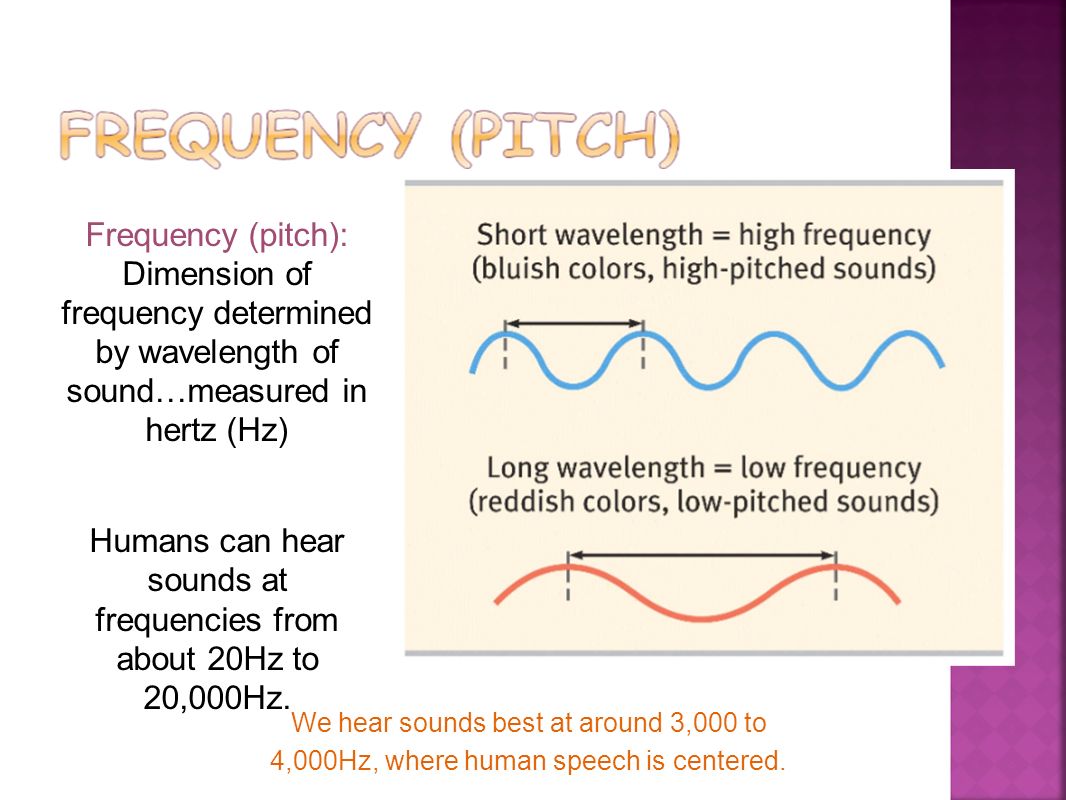 FREQUENCY (PITCH)
Frequency (pitch):
Dimension of
frequency determined
by wavelength of
sound…measured in
hertz (Hz)
Humans can hear
sounds at
frequencies from
about 20Hz to
20,000Hz.
Short wavelength = high frequency
(bluish colors, high-pitched sounds)
Long wavelength = low frequency
(reddish colors, low-pitched sounds)
We hear sounds best at around 3,000 to
4,000Hz, where human speech is centered.